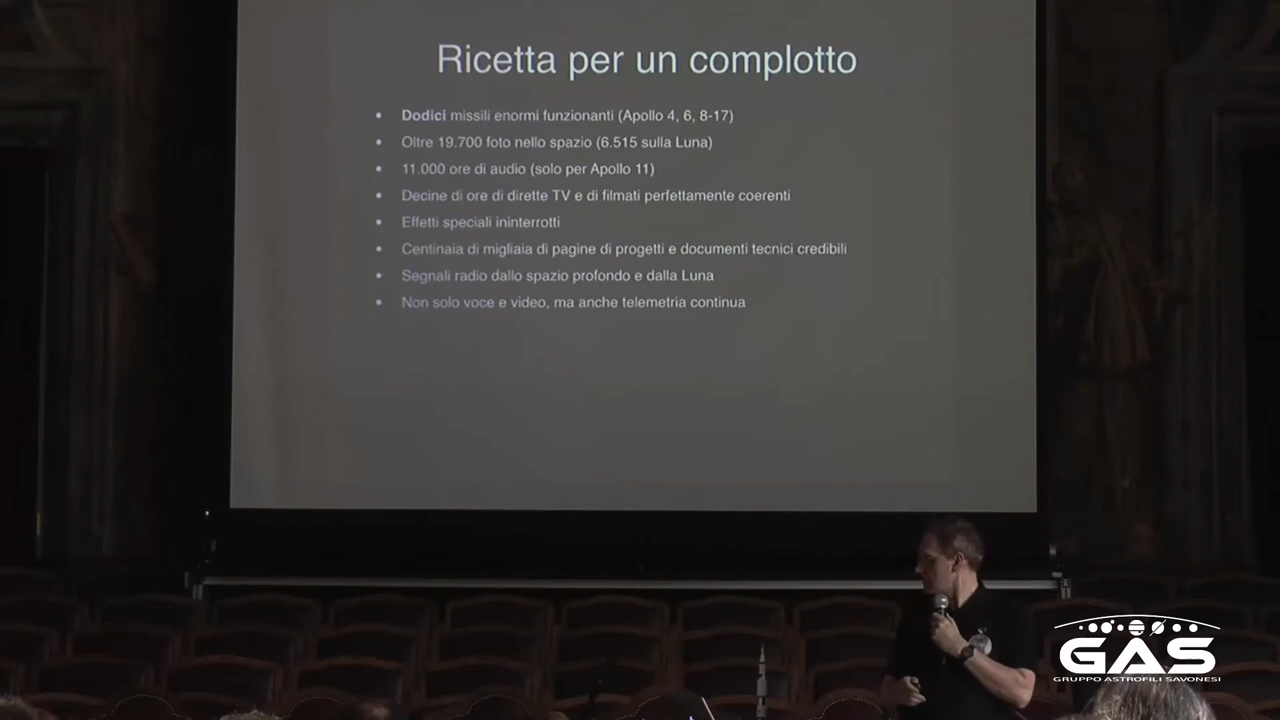 Ricetta per un complotto
• Dodici missili enormi funzionanti (Apollo 4, 6, 8-17)
• Oltre 19.700 foto nello spazio (6.515 sulla Luna)
• 11.000 ore di audio (solo per Apollo 11)
• Decine di ore di dirette TV e di filmati perfettamente coerenti
• Effetti speciali ininterrotti
• Centinaia di migliaia di pagine di progetti e documenti tecnici credibili
• Segnali radio dallo spazio profondo e dalla Luna
• Non solo voce e video, ma anche telemetria continua
GAS
GRUPPO ASTROFILI SAVONESI